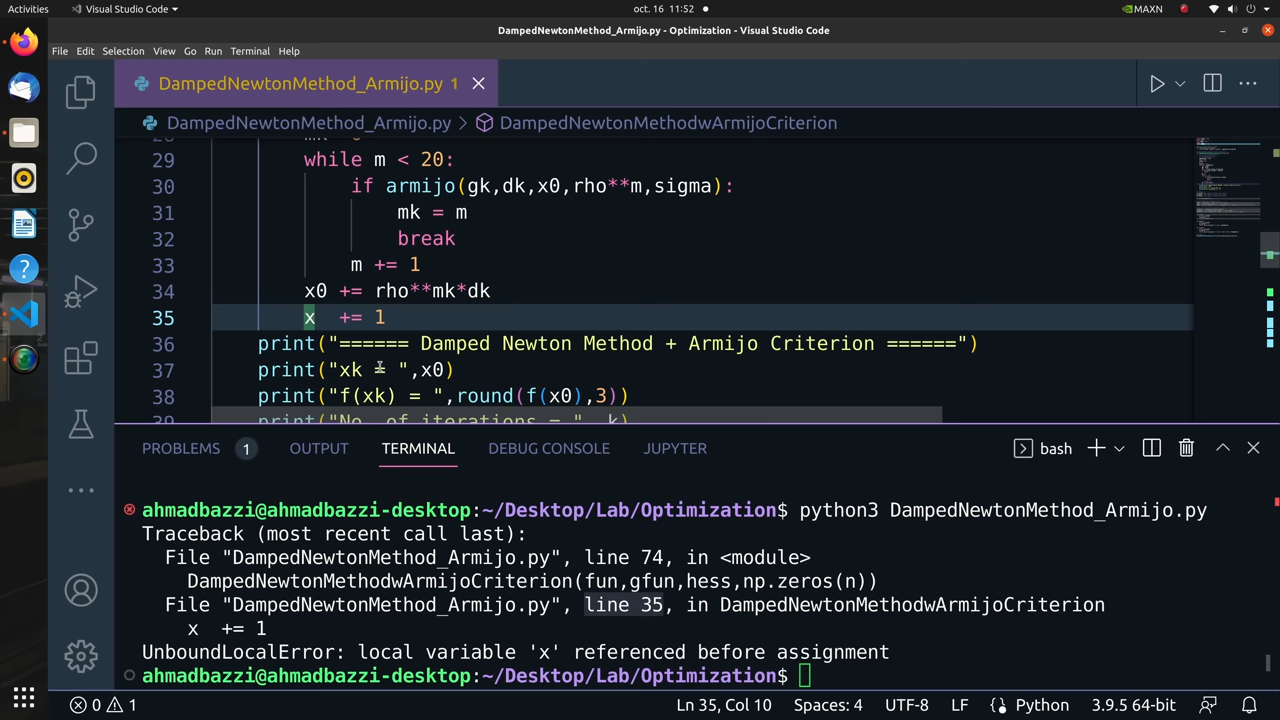 Activities
Visual Studio Code
oct. 16 11:52
MAXN
DampedNewtonMethod_Armijo.py - Optimization - Visual Studio Code
File Edit Selection View Go Run Terminal Help
DampedNewtonMethod_Armijo.py 1
DampedNewtonMethod_Armijo.py > DampedNewtonMethodwArmijoCriterion
29 while m < 20:
30 if armijo(gk,dk,x0,rho**m,sigma):
31 mk = m
32 break
33 m += 1
34 x0 += rho**mk*dk
35 x  += 1
36 print("====== Damped Newton Method + Armijo Criterion ======")
37 print("xk = ",x0)
38 print("f(xk) = ",round(f(x0),3))
39 print("No. of iterations = ", k)
PROBLEMS 1 OUTPUT TERMINAL DEBUG CONSOLE JUPYTER
bash
ahmadbazzi@ahmadbazzi-desktop:~/Desktop/Lab/Optimization$ python3 DampedNewtonMethod_Armijo.py
Traceback (most recent call last):
File "DampedNewtonMethod_Armijo.py", line 74, in <module>
DampedNewtonMethodwArmijoCriterion(fun,gfun,hess,np.zeros(n))
File "DampedNewtonMethod_Armijo.py", line 35, in DampedNewtonMethodwArmijoCriterion
x  += 1
UnboundLocalError: local variable 'x' referenced before assignment
ahmadbazzi@ahmadbazzi-desktop:~/Desktop/Lab/Optimization$
0 1 Ln 35, Col 10 Spaces: 4 UTF-8 LF Python 3.9.5 64-bit